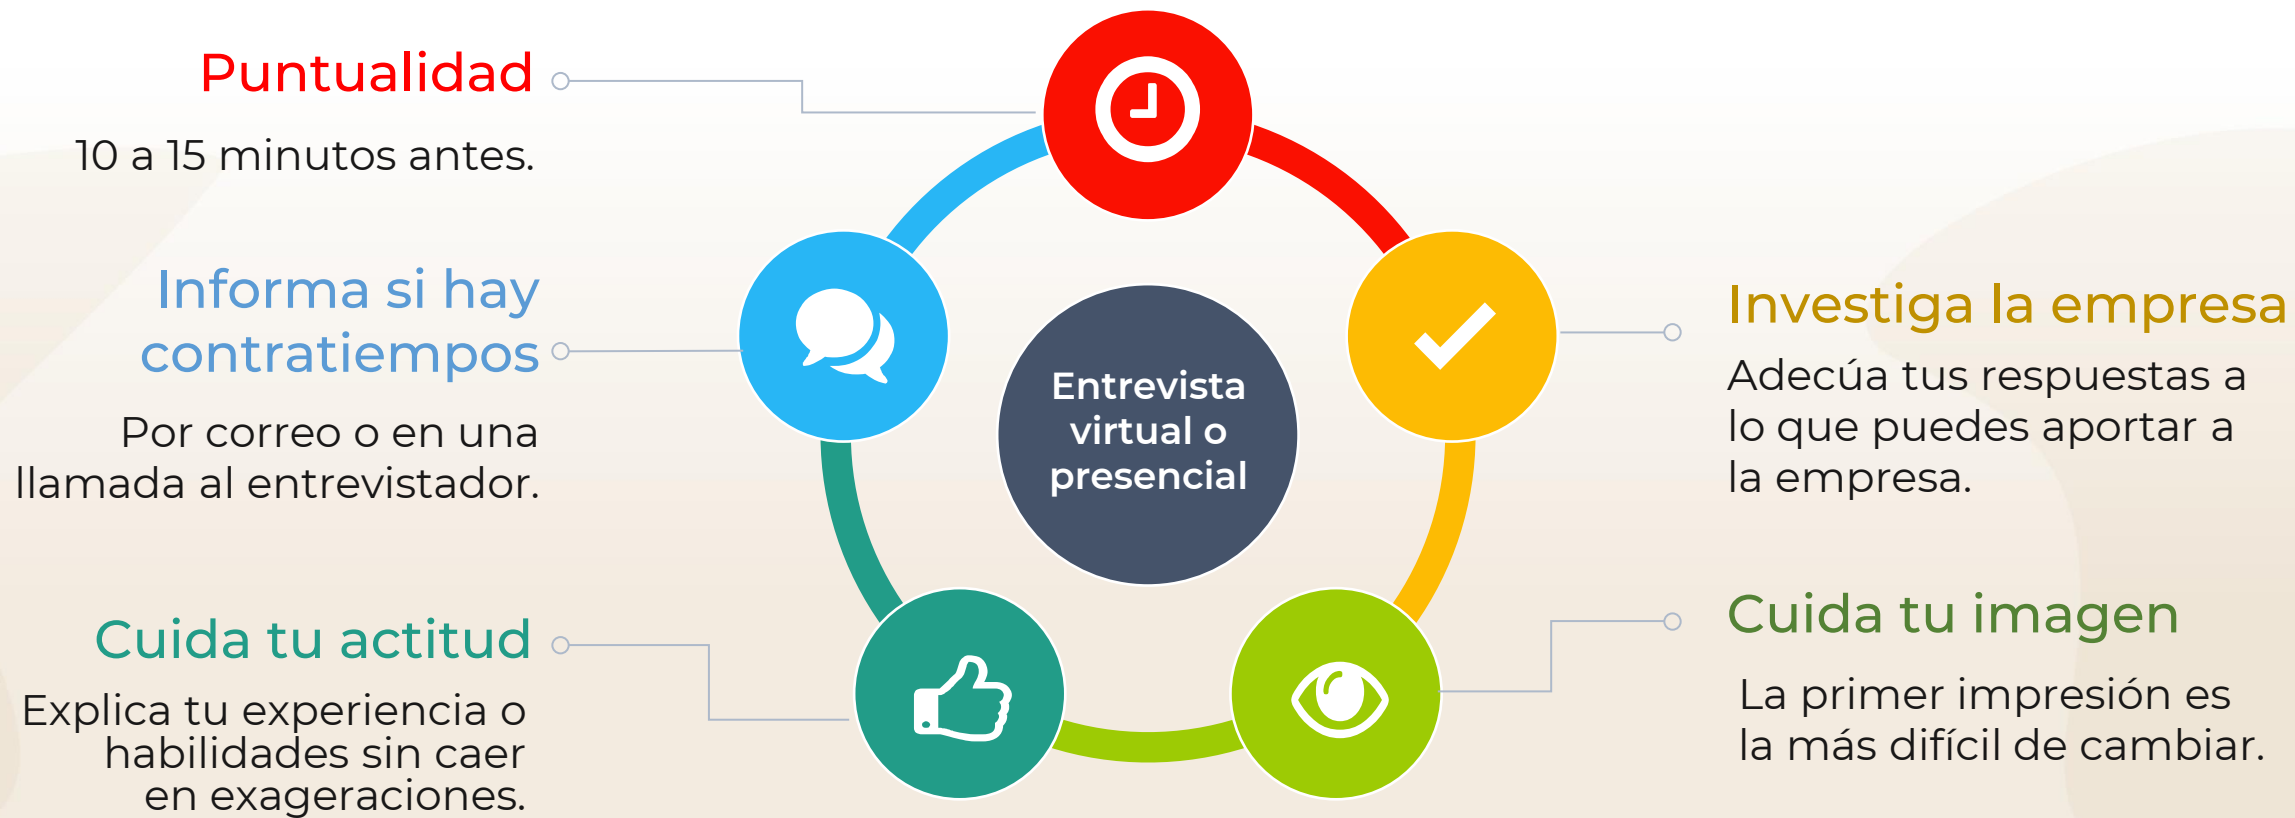 Puntualidad
10 a 15 minutos antes.
Informa si hay
contratiempos
Por correo o en una
llamada al entrevistador.
Cuida tu actitud
Explica tu experiencia o
habilidades sin caer
en exageraciones.
Entrevista
virtual o
presencial
Investiga la empresa
Adecúa tus respuestas a
lo que puedes aportar a
la empresa.
Cuida tu imagen
La primer impresión es
la más difícil de cambiar.